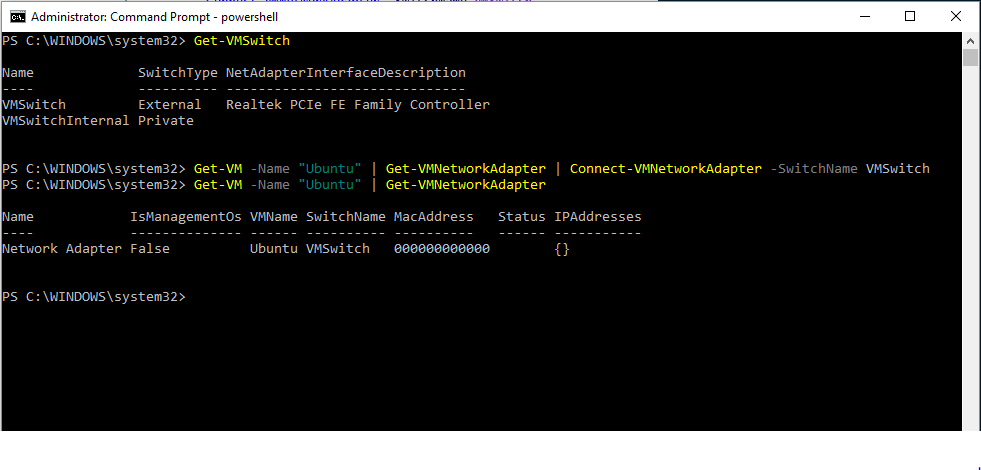 Administrator: Command Prompt - powershell
PS C:\WINDOWS\system32> Get-VMSwitch
Name             SwitchType NetAdapterInterfaceDescription
----             ---------- ------------------------------
VMSwitch         External   Realtek PCIe FE Family Controller
VMSwitchInternal Private
PS C:\WINDOWS\system32> Get-VM -Name "Ubuntu" | Get-VMNetworkAdapter | Connect-VMNetworkAdapter -SwitchName VMSwitch
PS C:\WINDOWS\system32> Get-VM -Name "Ubuntu" | Get-VMNetworkAdapter
Name            IsManagementOs VMName SwitchName MacAddress   Status IPAddresses
----            -------------- ------ ---------- ----------   ------ -----------
Network Adapter False          Ubuntu VMSwitch   000000000000        {}
PS C:\WINDOWS\system32>